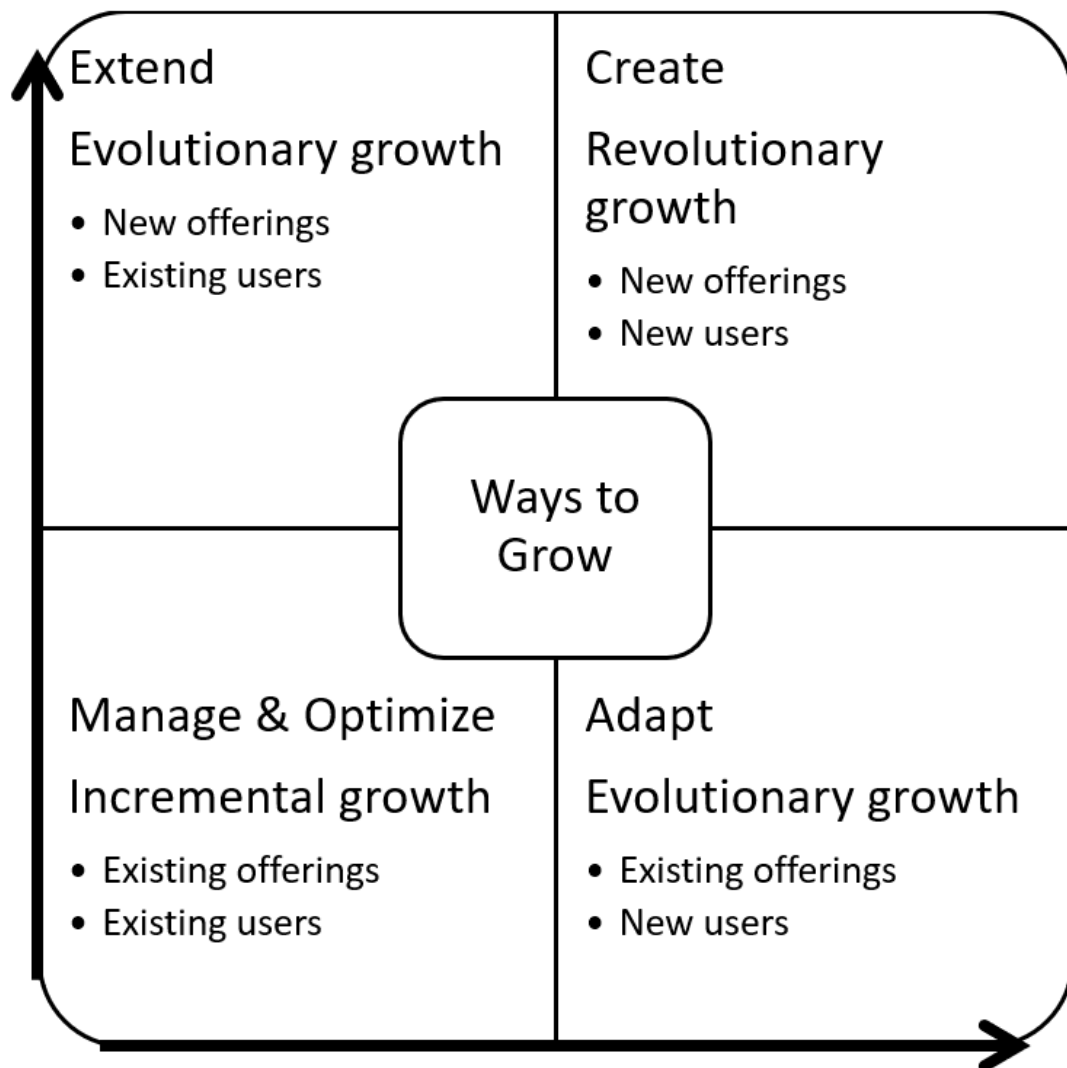 Extend
Evolutionary growth
• New offerings
• Existing users
Create
Revolutionary
growth
• New offerings
• New users
Ways to
Grow
Manage & Optimize
Incremental growth
• Existing offerings
• Existing users
Adapt
Evolutionary growth
• Existing offerings
• New users